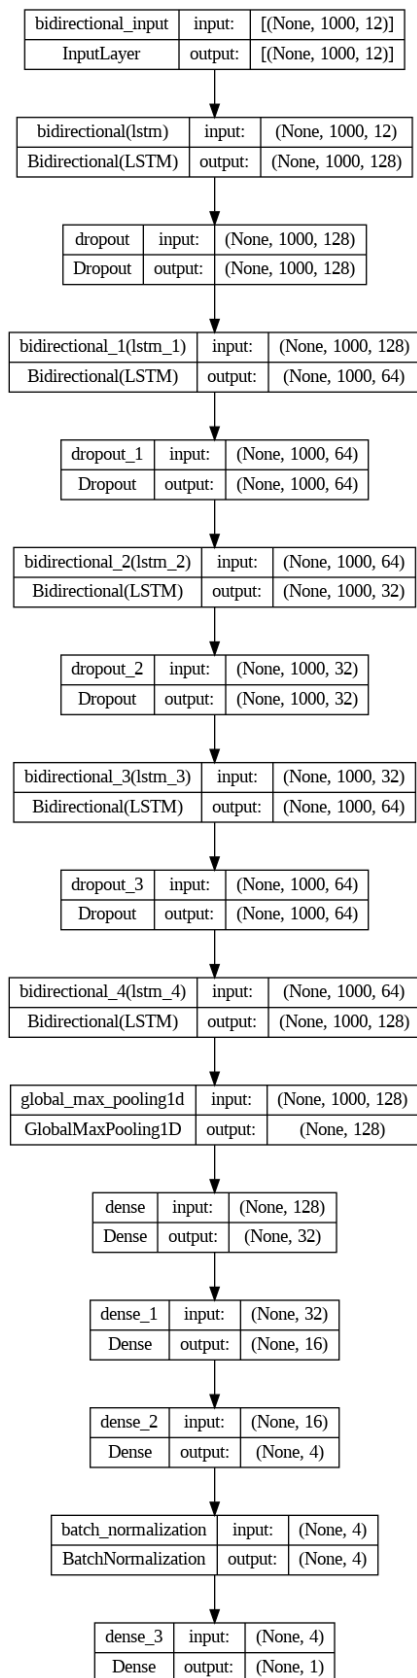 bidirectional_input input: [(None, 1000, 12)]
InputLayer output: [(None, 1000, 12)]
bidirectional(lstm) input: (None, 1000, 12)
Bidirectional(LSTM) output: (None, 1000, 128)
dropout input: (None, 1000, 128)
Dropout output: (None, 1000, 128)
bidirectional_1(lstm_1) input: (None, 1000, 128)
Bidirectional(LSTM) output: (None, 1000, 64)
dropout_1 input: (None, 1000, 64)
Dropout output: (None, 1000, 64)
bidirectional_2(lstm_2) input: (None, 1000, 64)
Bidirectional(LSTM) output: (None, 1000, 32)
dropout_2 input: (None, 1000, 32)
Dropout output: (None, 1000, 32)
bidirectional_3(lstm_3) input: (None, 1000, 32)
Bidirectional(LSTM) output: (None, 1000, 64)
dropout_3 input: (None, 1000, 64)
Dropout output: (None, 1000, 64)
bidirectional_4(lstm_4) input: (None, 1000, 64)
Bidirectional(LSTM) output: (None, 1000, 128)
global_max_pooling1d input: (None, 1000, 128)
GlobalMaxPooling1D output: (None, 128)
dense input: (None, 128)
Dense output: (None, 32)
dense_1 input: (None, 32)
Dense output: (None, 16)
dense_2 input: (None, 16)
Dense output: (None, 4)
batch_normalization input: (None, 4)
BatchNormalization output: (None, 4)
dense_3 input: (None, 4)
Dense output: (None, 1)